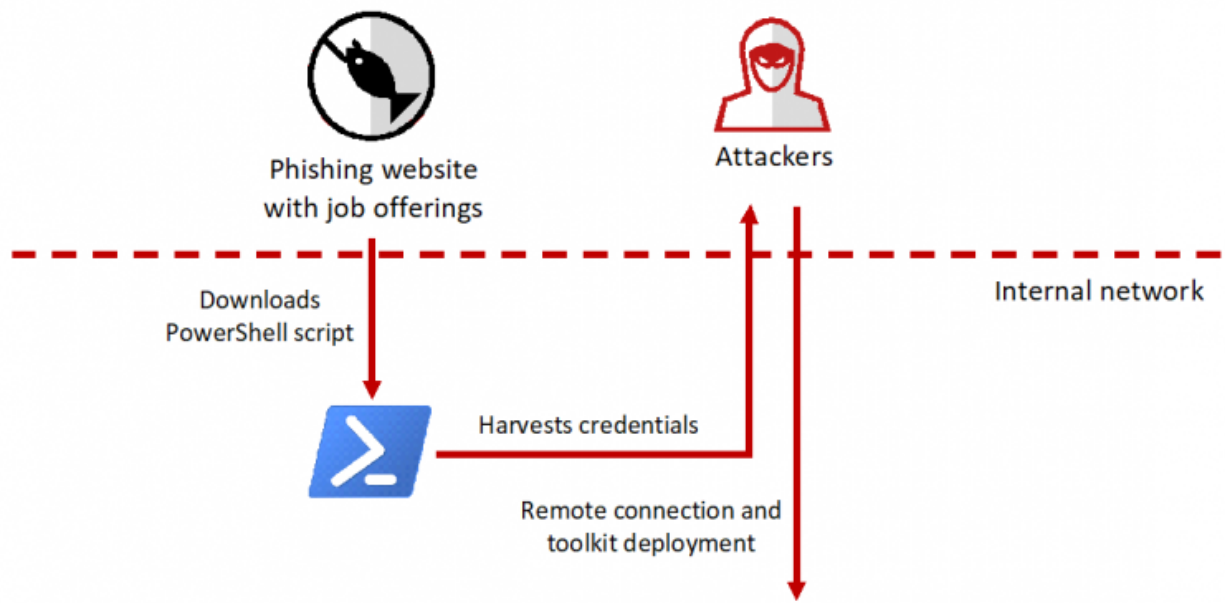 Phishing website
with job offerings
Attackers
Internal network
Downloads
PowerShell script
Harvests credentials
Remote connection and
toolkit deployment